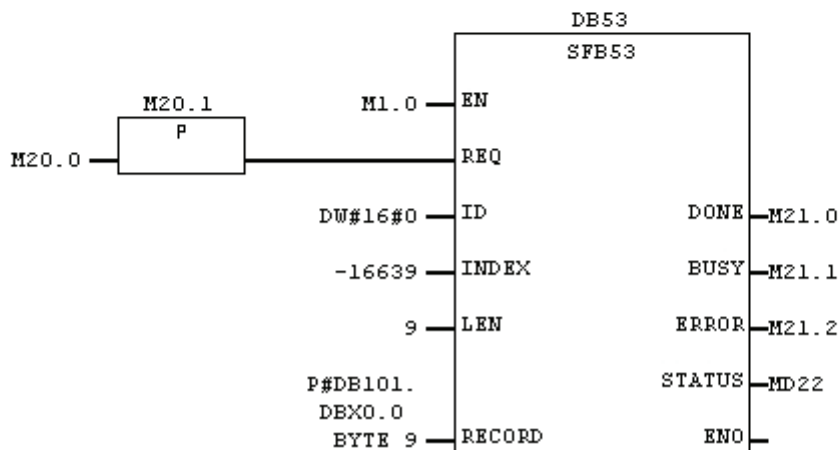 DB53
SFB53
M20.1
P
M1.0 EN
M20.0 REQ
DW#16#0 ID DONE M21.0
-16639 INDEX BUSY M21.1
9 LEN ERROR M21.2
P#DB101. STATUS MD22
DBX0.0
BYTE 9 RECORD ENO